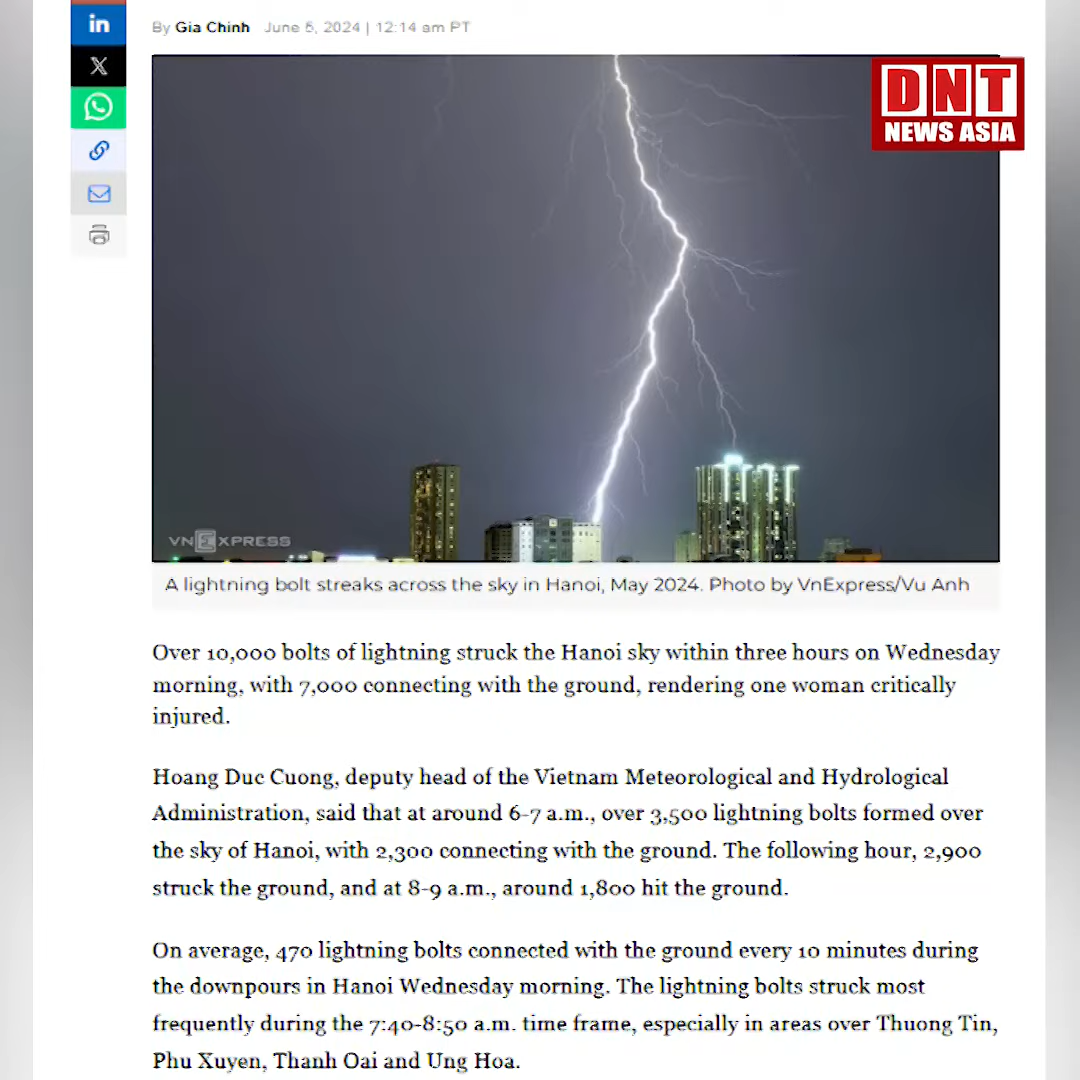 in
By Gia Chinh June 5, 2024 | 12:14 am PT
DNT
NEWS ASIA
VNEXPRESS
A lightning bolt streaks across the sky in Hanoi, May 2024. Photo by VnExpress/Vu Anh
Over 10,000 bolts of lightning struck the Hanoi sky within three hours on Wednesday
morning, with 7,000 connecting with the ground, rendering one woman critically
injured.
Hoang Duc Cuong, deputy head of the Vietnam Meteorological and Hydrological
Administration, said that at around 6-7 a.m., over 3,500 lightning bolts formed over
the sky of Hanoi, with 2,300 connecting with the ground. The following hour, 2,900
struck the ground, and at 8-9 a.m., around 1,800 hit the ground.
On average, 470 lightning bolts connected with the ground every 10 minutes during
the downpours in Hanoi Wednesday morning. The lightning bolts struck most
frequently during the 7:40-8:50 a.m. time frame, especially in areas over Thuong Tin,
Phu Xuyen, Thanh Oai and Ung Hoa.